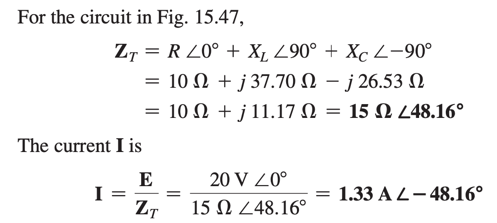 For the circuit in Fig. 15.47,
Z_T = R ∠0° + X_L ∠90° + X_C ∠−90°
= 10 Ω + j 37.70 Ω − j 26.53 Ω
= 10 Ω + j 11.17 Ω = 15 Ω ∠48.16°
The current I is
I = E / Z_T = 20 V ∠0° / 15 Ω ∠48.16° = 1.33 A ∠−48.16°